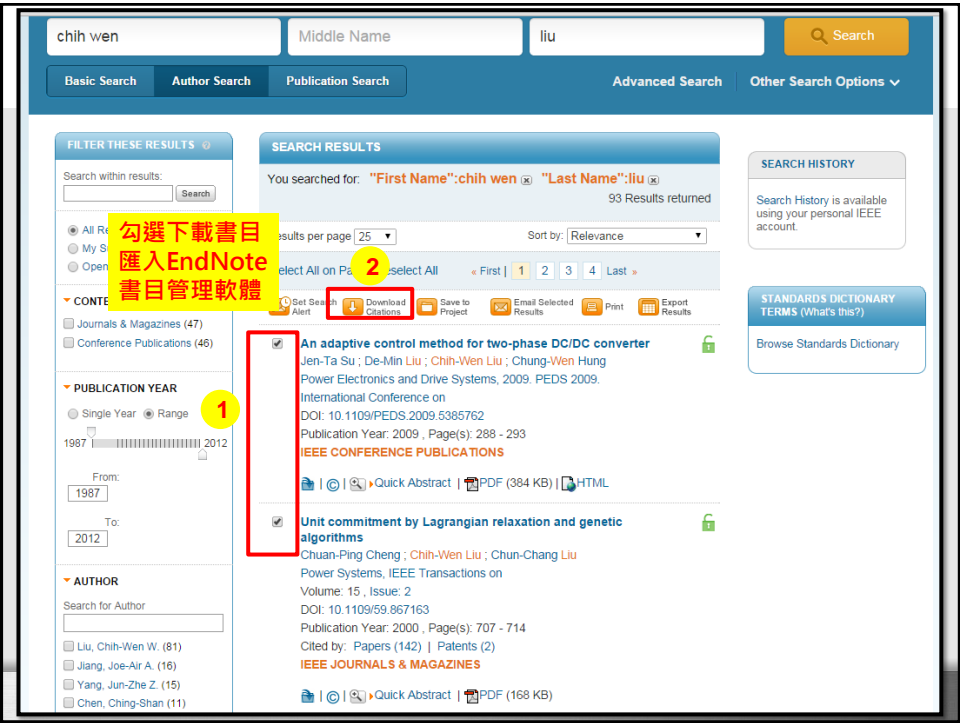 chih wen
Middle Name
liu
Search
Basic Search
Author Search
Publication Search
Advanced Search
Other Search Options
FILTER THESE RESULTS
Search within results:
Search
All Re
My Su
Open
勾選下載書目
匯入EndNote
書目管理軟體
CONTE
Journals & Magazines (47)
Conference Publications (46)
PUBLICATION YEAR
Single Year
Range
1
1987
2012
From:
1987
To:
2012
AUTHOR
Search for Author
Liu, Chih-Wen W. (81)
Jiang, Joe-Air A. (16)
Yang, Jun-Zhe Z. (15)
Chen, Ching-Shan (11)
SEARCH RESULTS
You searched for: "First Name":chih wen "Last Name":liu
93 Results returned
esults per page 25
Sort by: Relevance
2
elect All on Pa eselect All
« First | 1 2 3 4 Last »
Set Search Alert
Download Citations
Save to Project
Email Selected Results
Print
Export Results
An adaptive control method for two-phase DC/DC converter
Jen-Ta Su ; De-Min Liu ; Chih-Wen Liu ; Chung-Wen Hung
Power Electronics and Drive Systems, 2009. PEDS 2009.
International Conference on
DOI: 10.1109/PEDS.2009.5385762
Publication Year: 2009 , Page(s): 288 - 293
IEEE CONFERENCE PUBLICATIONS
| © | Quick Abstract | PDF (384 KB) | HTML
Unit commitment by Lagrangian relaxation and genetic
algorithms
Chuan-Ping Cheng ; Chih-Wen Liu ; Chun-Chang Liu
Power Systems, IEEE Transactions on
Volume: 15 , Issue: 2
DOI: 10.1109/59.867163
Publication Year: 2000 , Page(s): 707 - 714
Cited by: Papers (142) | Patents (2)
IEEE JOURNALS & MAGAZINES
| © | Quick Abstract | PDF (168 KB)
SEARCH HISTORY
Search History is available
using your personal IEEE
account.
STANDARDS DICTIONARY
TERMS (What's this?)
Browse Standards Dictionary